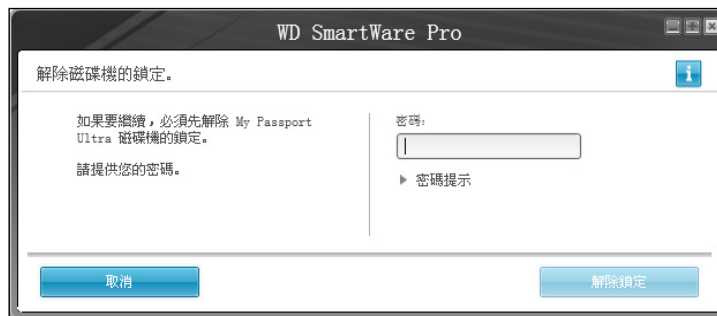 WD SmartWare Pro
解除磁碟機的鎖定。
如果要繼續，必須先解除 My Passport
Ultra 磁碟機的鎖定。
請提供您的密碼。
密碼:
密碼提示
取消
解除鎖定